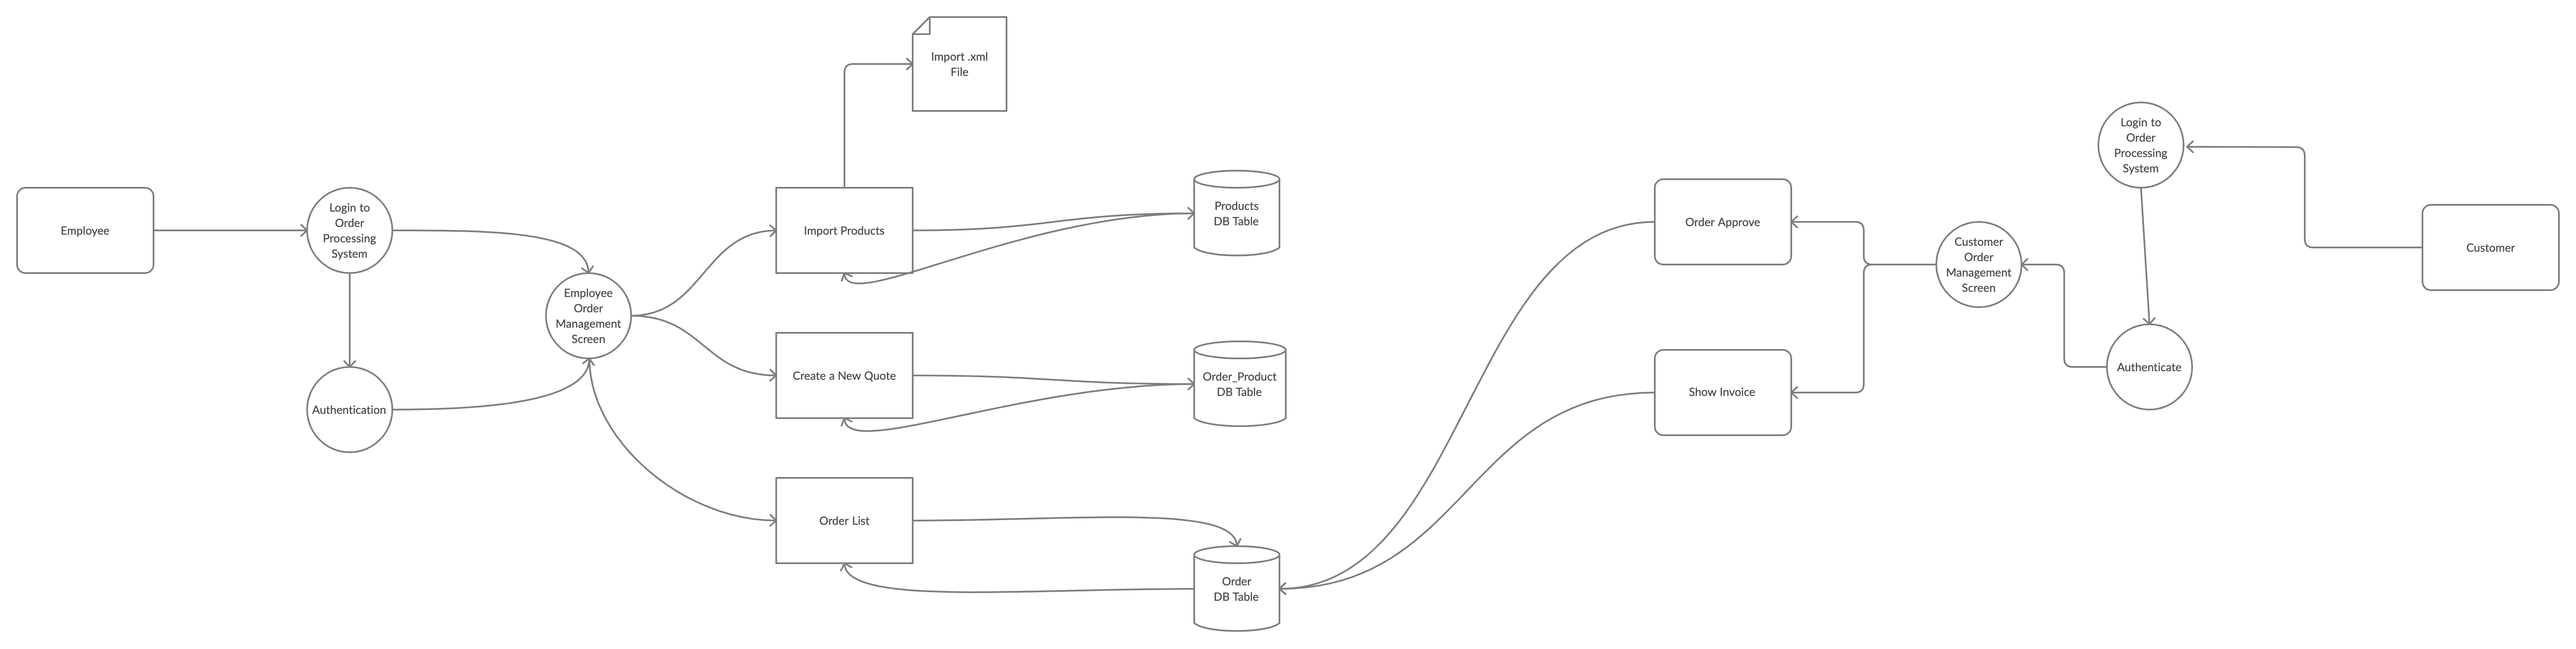 Import .xml
File
Employee
Login to
Order
Processing
System
Authentication
Employee
Order
Management
Screen
Import Products
Create a New Quote
Order List
Products
DB Table
Order_Product
DB Table
Order
DB Table
Order Approve
Show Invoice
Customer
Order
Management
Screen
Login to
Order
Processing
System
Authenticate
Customer